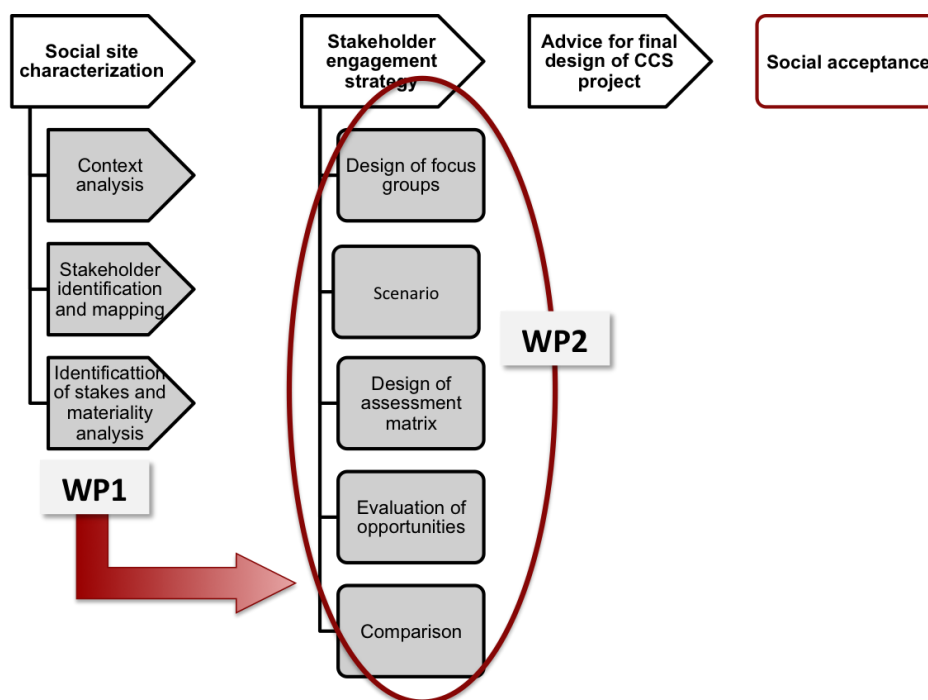 Social site
characterization
Context
analysis
Stakeholder
identification
and mapping
Identificattion
of stakes and
materiality
analysis
WP1
Stakeholder
engagement
strategy
Design of focus
groups
Scenario
Design of
assessment
matrix
Evaluation of
opportunities
Comparison
WP2
Advice for final
design of CCS
project
Social acceptance